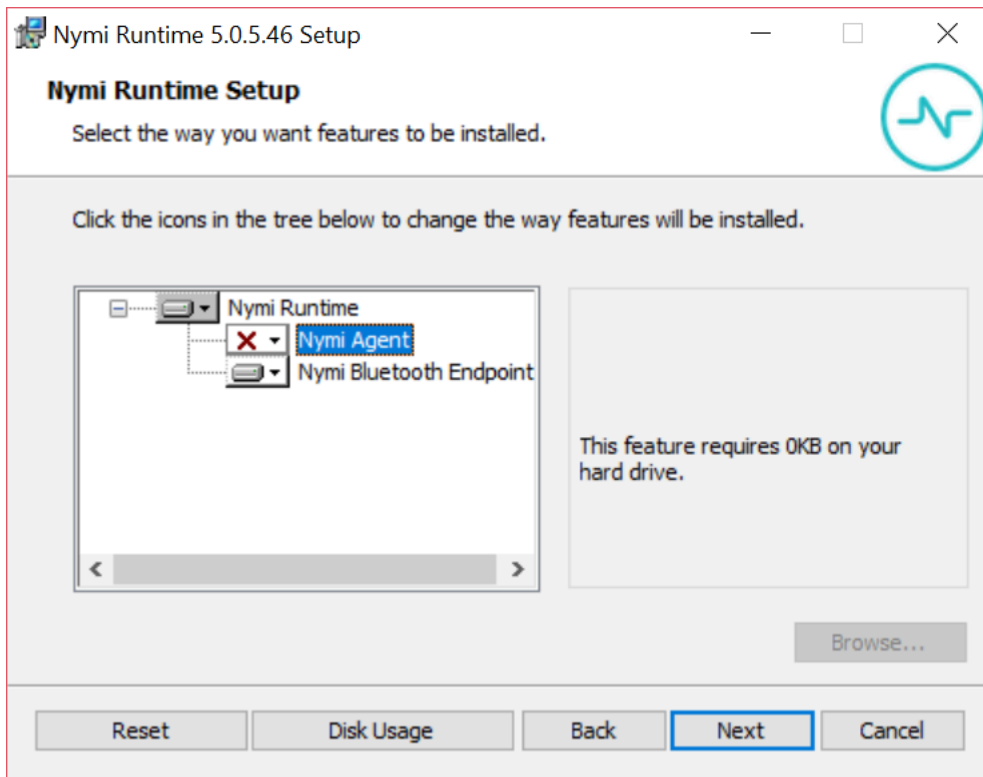 Nymi Runtime 5.0.5.46 Setup
Nymi Runtime Setup
Select the way you want features to be installed.
Click the icons in the tree below to change the way features will be installed.
Nymi Runtime
Nymi Agent
Nymi Bluetooth Endpoint
This feature requires 0KB on your
hard drive.
Browse...
Reset Disk Usage Back Next Cancel